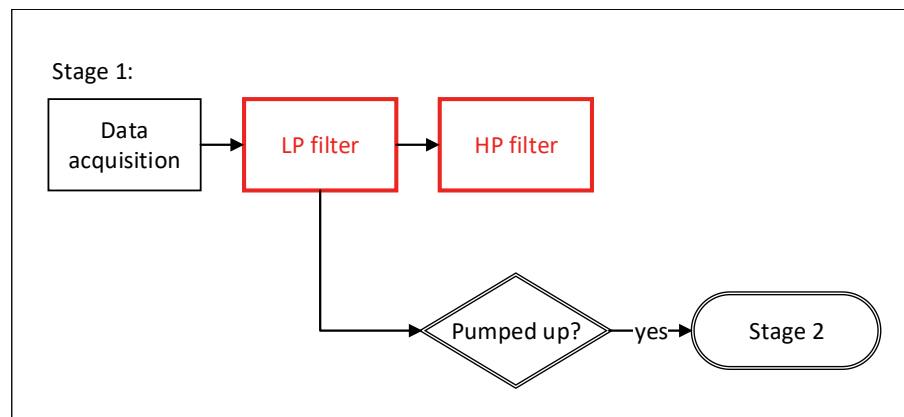 Stage 1:
Data
acquisition
LP filter
HP filter
Pumped up?
yes
Stage 2